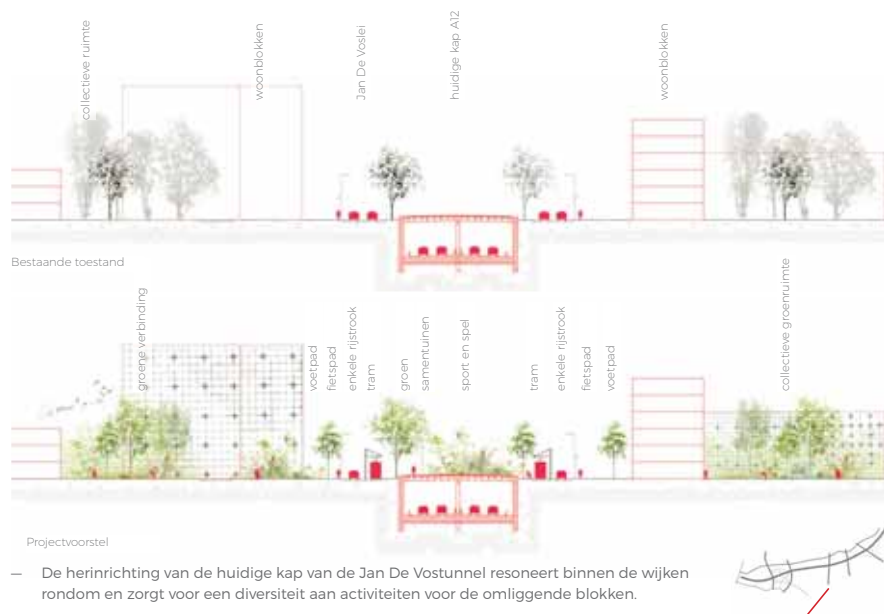 collectieve ruimte
woonblokken
Jan De Voslei
huidige kap A12
woonblokken
Bestaande toestand
groene verbinding
voetpad
fietspad
enkele rijstrook
tram
groen
samentuinen
sport en spel
tram
enkele rijstrook
fietspad
voetpad
collectieve groenruimte
Projectvoorstel
— De herinrichting van de huidige kap van de Jan De Vostunnel resoneert binnen de wijken
rondom en zorgt voor een diversiteit aan activiteiten voor de omliggende blokken.